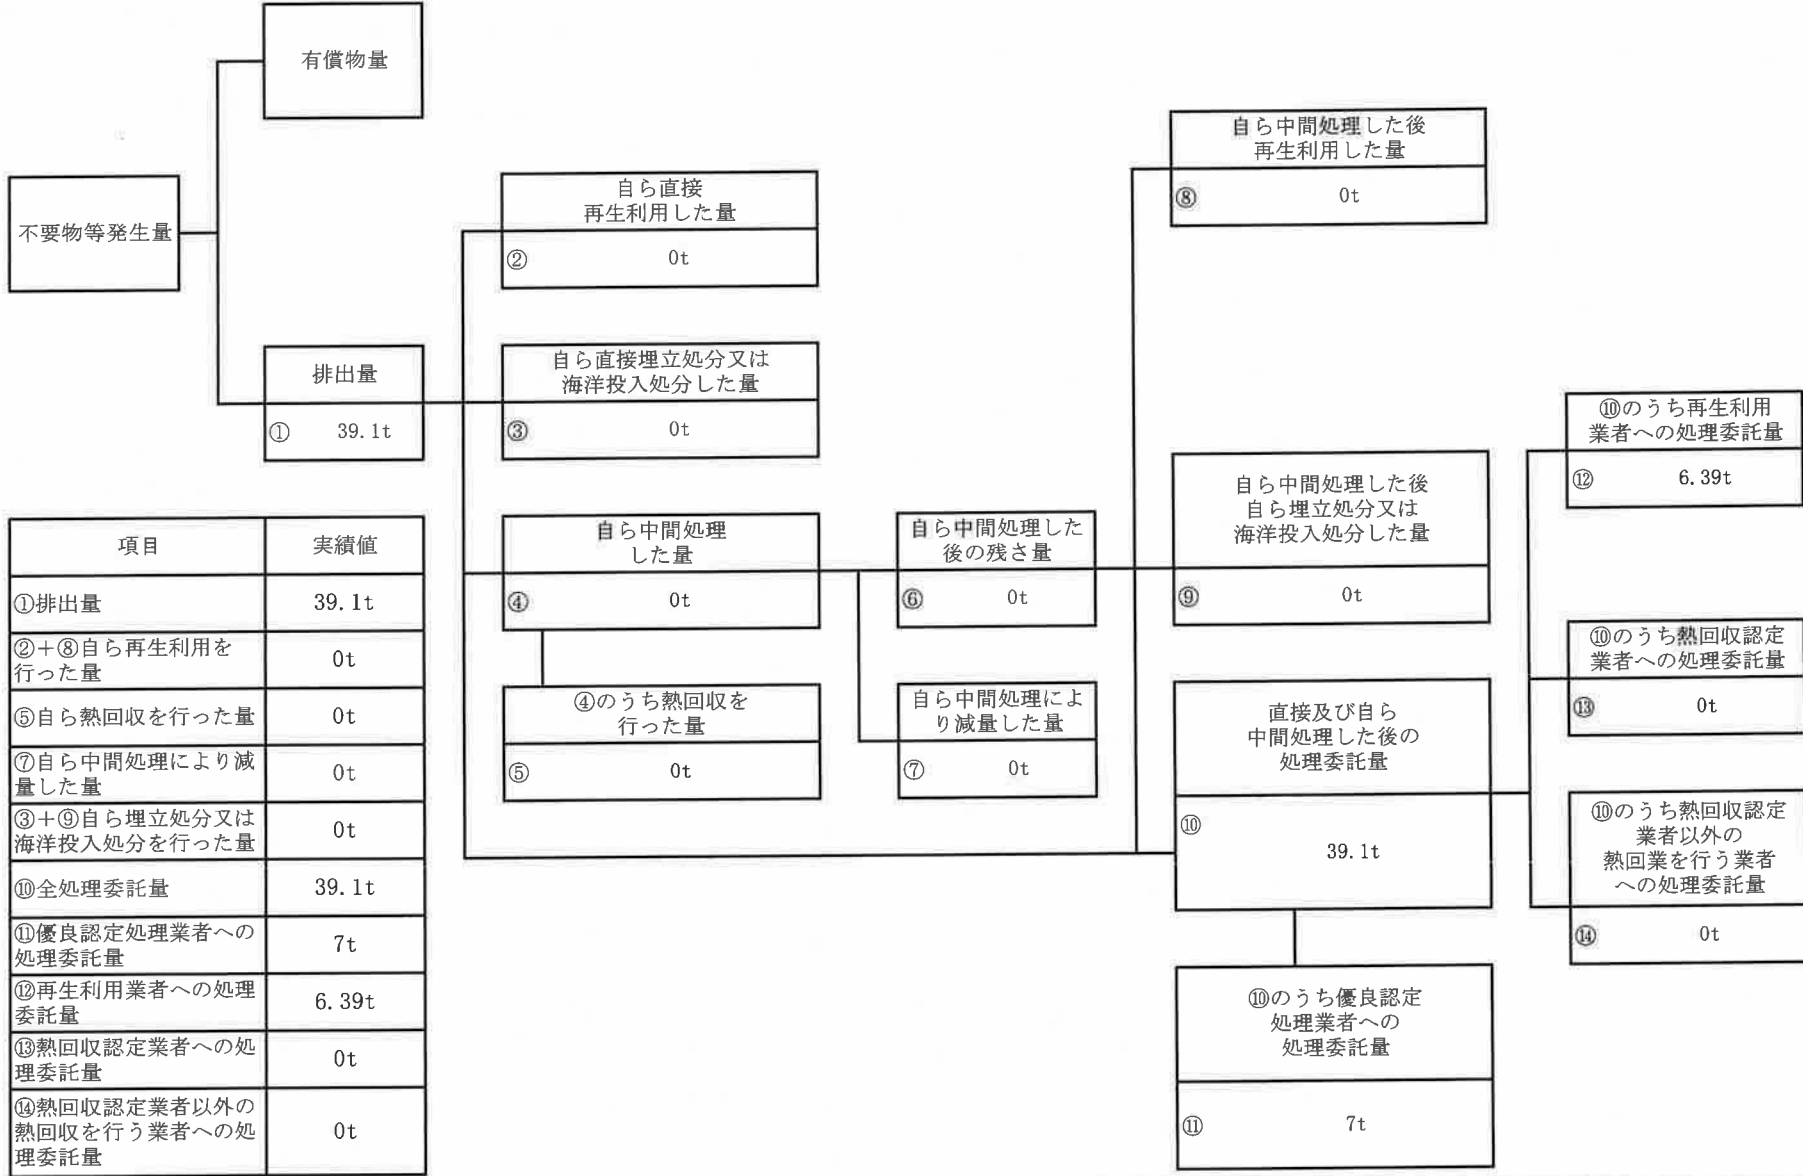 有償物量
不要物等発生量
排出量
① 39.1t
自ら直接
再生利用した量
② 0t
自ら直接埋立処分又は
海洋投入処分した量
③ 0t
自ら中間処理
した量
④ 0t
④のうち熱回収を
行った量
⑤ 0t
自ら中間処理した
後の残さ量
⑥ 0t
自ら中間処理によ
り減量した量
⑦ 0t
自ら中間処理した後
再生利用した量
⑧ 0t
自ら中間処理した後
自ら埋立処分又は
海洋投入処分した量
⑨ 0t
直接及び自ら
中間処理した後の
処理委託量
⑩
39.1t
⑩のうち優良認定
処理業者への
処理委託量
⑪ 7t
⑩のうち再生利用
業者への処理委託量
⑫ 6.39t
⑩のうち熱回収認定
業者への処理委託量
⑬ 0t
⑩のうち熱回収認定
業者以外の
熱回業を行う業者
への処理委託量
⑭ 0t
項目 実績値
①排出量 39.1t
②+⑧自ら再生利用を
行った量 0t
⑤自ら熱回収を行った量 0t
⑦自ら中間処理により減
量した量 0t
③+⑨自ら埋立処分又は
海洋投入処分を行った量 0t
⑩全処理委託量 39.1t
⑪優良認定処理業者への
処理委託量 7t
⑫再生利用業者への処理
委託量 6.39t
⑬熱回収認定業者への処
理委託量 0t
⑭熱回収認定業者以外の
熱回収を行う業者への処
理委託量 0t